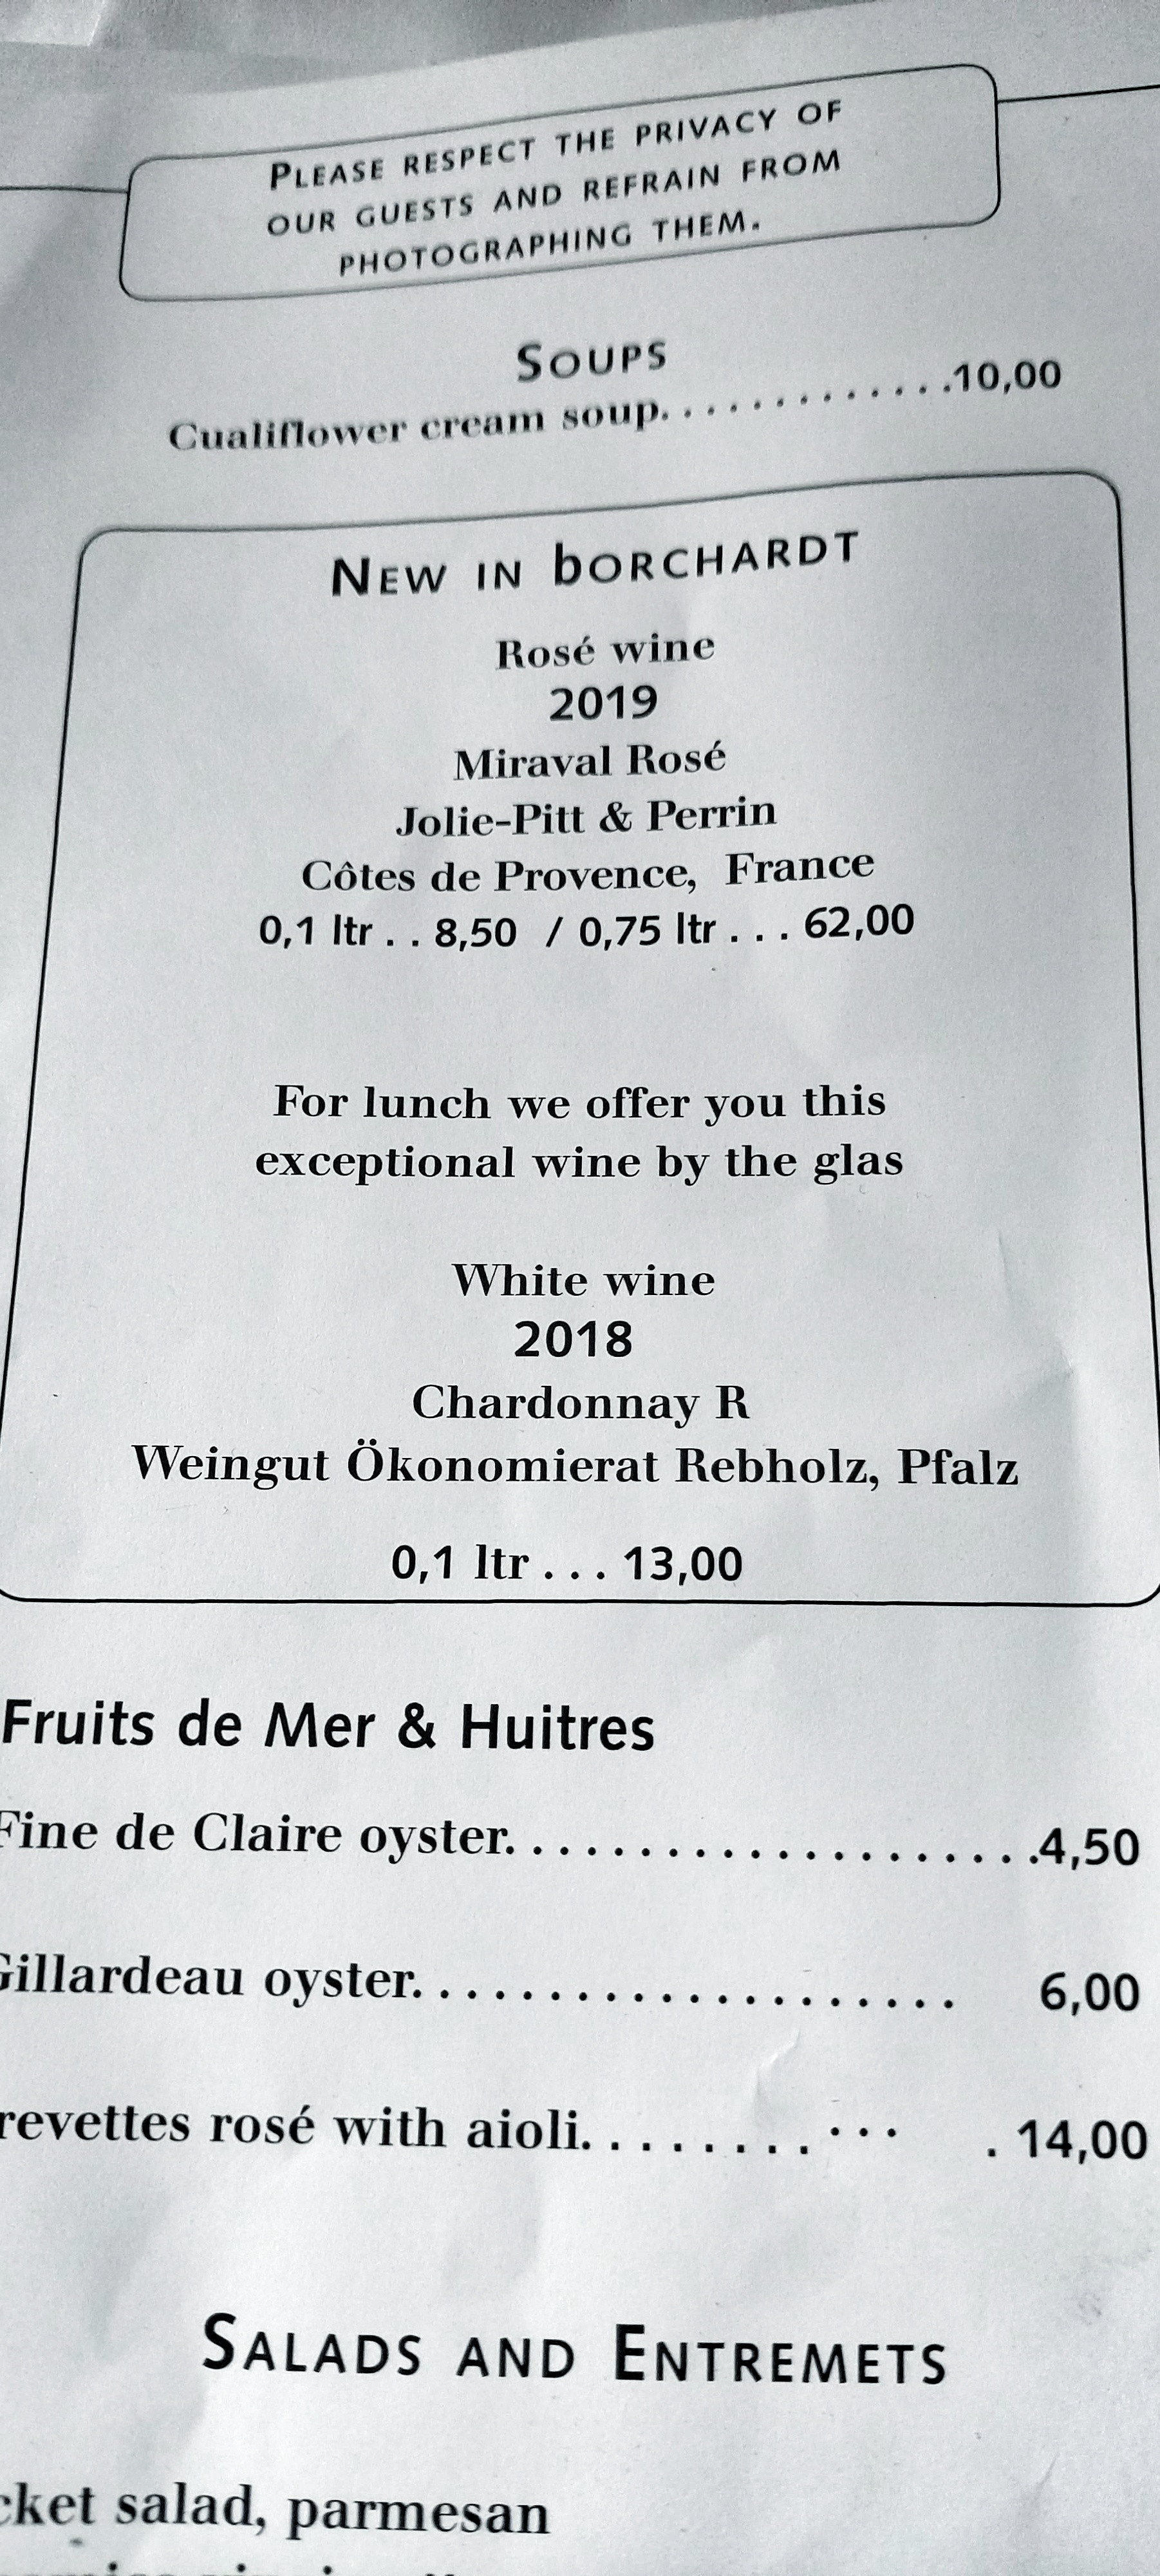 Please respect the privacy of
our guests and refrain from
photographing them.
Soups
Cualiflower cream soup. . . . . . . . . . . . .10,00
New in borchardt
Rosé wine
2019
Miraval Rosé
Jolie-Pitt & Perrin
Côtes de Provence, France
0,1 ltr . . 8,50 / 0,75 ltr . . . 62,00
For lunch we offer you this
exceptional wine by the glas
White wine
2018
Chardonnay R
Weingut Ökonomierat Rebholz, Pfalz
0,1 ltr . . . 13,00
Fruits de Mer & Huitres
Fine de Claire oyster. . . . . . . . . . . . . . . . . . . .4,50
Gillardeau oyster. . . . . . . . . . . . . . . . . . . . 6,00
revettes rosé with aioli. . . . . . . . . . . . . 14,00
Salads and Entremets
cket salad, parmesan